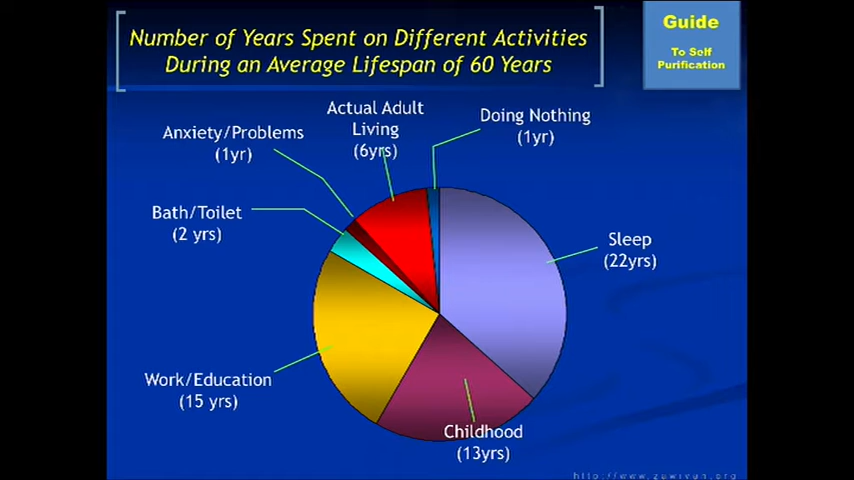 Number of Years Spent on Different Activities
During an Average Lifespan of 60 Years
Guide
To Self
Purification
Actual Adult
Living
(6yrs)
Doing Nothing
(1yr)
Anxiety/Problems
(1yr)
Bath/Toilet
(2 yrs)
Sleep
(22yrs)
Work/Education
(15 yrs)
Childhood
(13yrs)